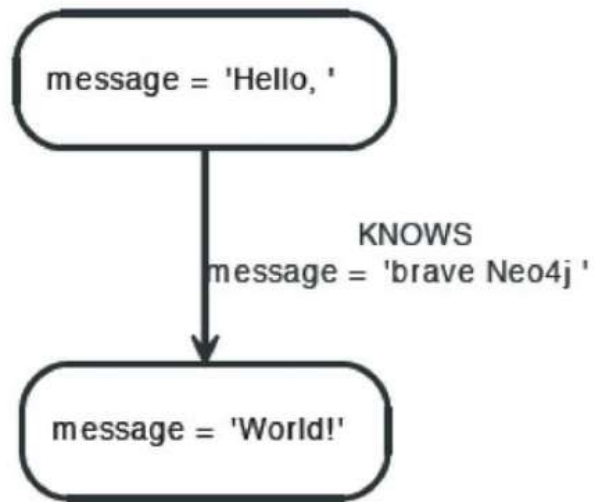 message = 'Hello, '
KNOWS
message = 'brave Neo4j '
message = 'World!'